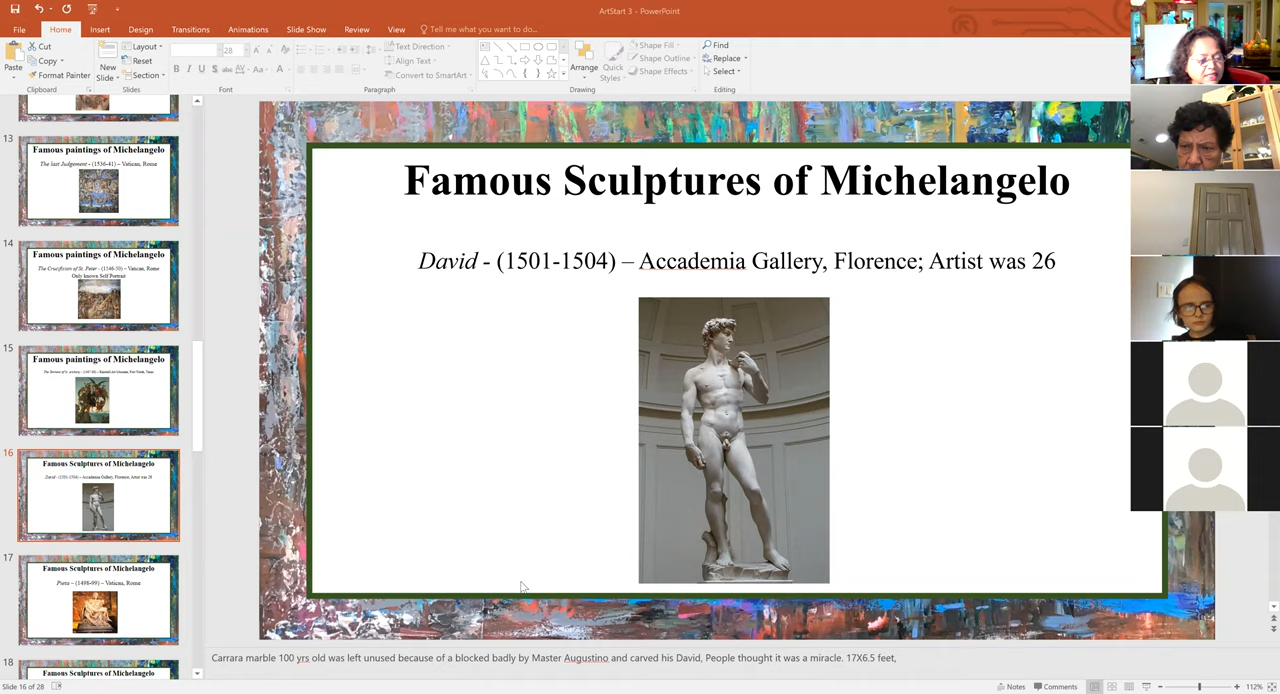 ArtStart 3 - PowerPoint
File Home Insert Design Transitions Animations Slide Show Review View Tell me what you want to do...
Paste
Cut
Copy
Format Painter
Clipboard
New Slide
Layout
Reset
Section
Slides
28
B I U S abc AV Aa A
Font
Text Direction
Align Text
Convert to SmartArt
Paragraph
Arrange
Quick Styles
Shape Fill
Shape Outline
Shape Effects
Drawing
Find
Replace
Select
Editing
13
Famous paintings of Michelangelo
The last Judgement - (1536-41) – Vatican, Rome
14
Famous paintings of Michelangelo
The Crucifixion of St. Peter - (1546-50) – Vatican, Rome
Only known Self Portrait
15
Famous paintings of Michelangelo
16
Famous Sculptures of Michelangelo
David - (1501-1504) – Accademia Gallery, Florence; Artist was 26
17
Famous Sculptures of Michelangelo
Pieta – (1498-99) – Vatican, Rome
18
Famous Sculptures of Michelangelo
Famous Sculptures of Michelangelo
David - (1501-1504) – Accademia Gallery, Florence; Artist was 26
Carrara marble 100 yrs old was left unused because of a blocked badly by Master Augustino and carved his David, People thought it was a miracle. 17X6.5 feet,
Slide 16 of 28
Notes
Comments
112%